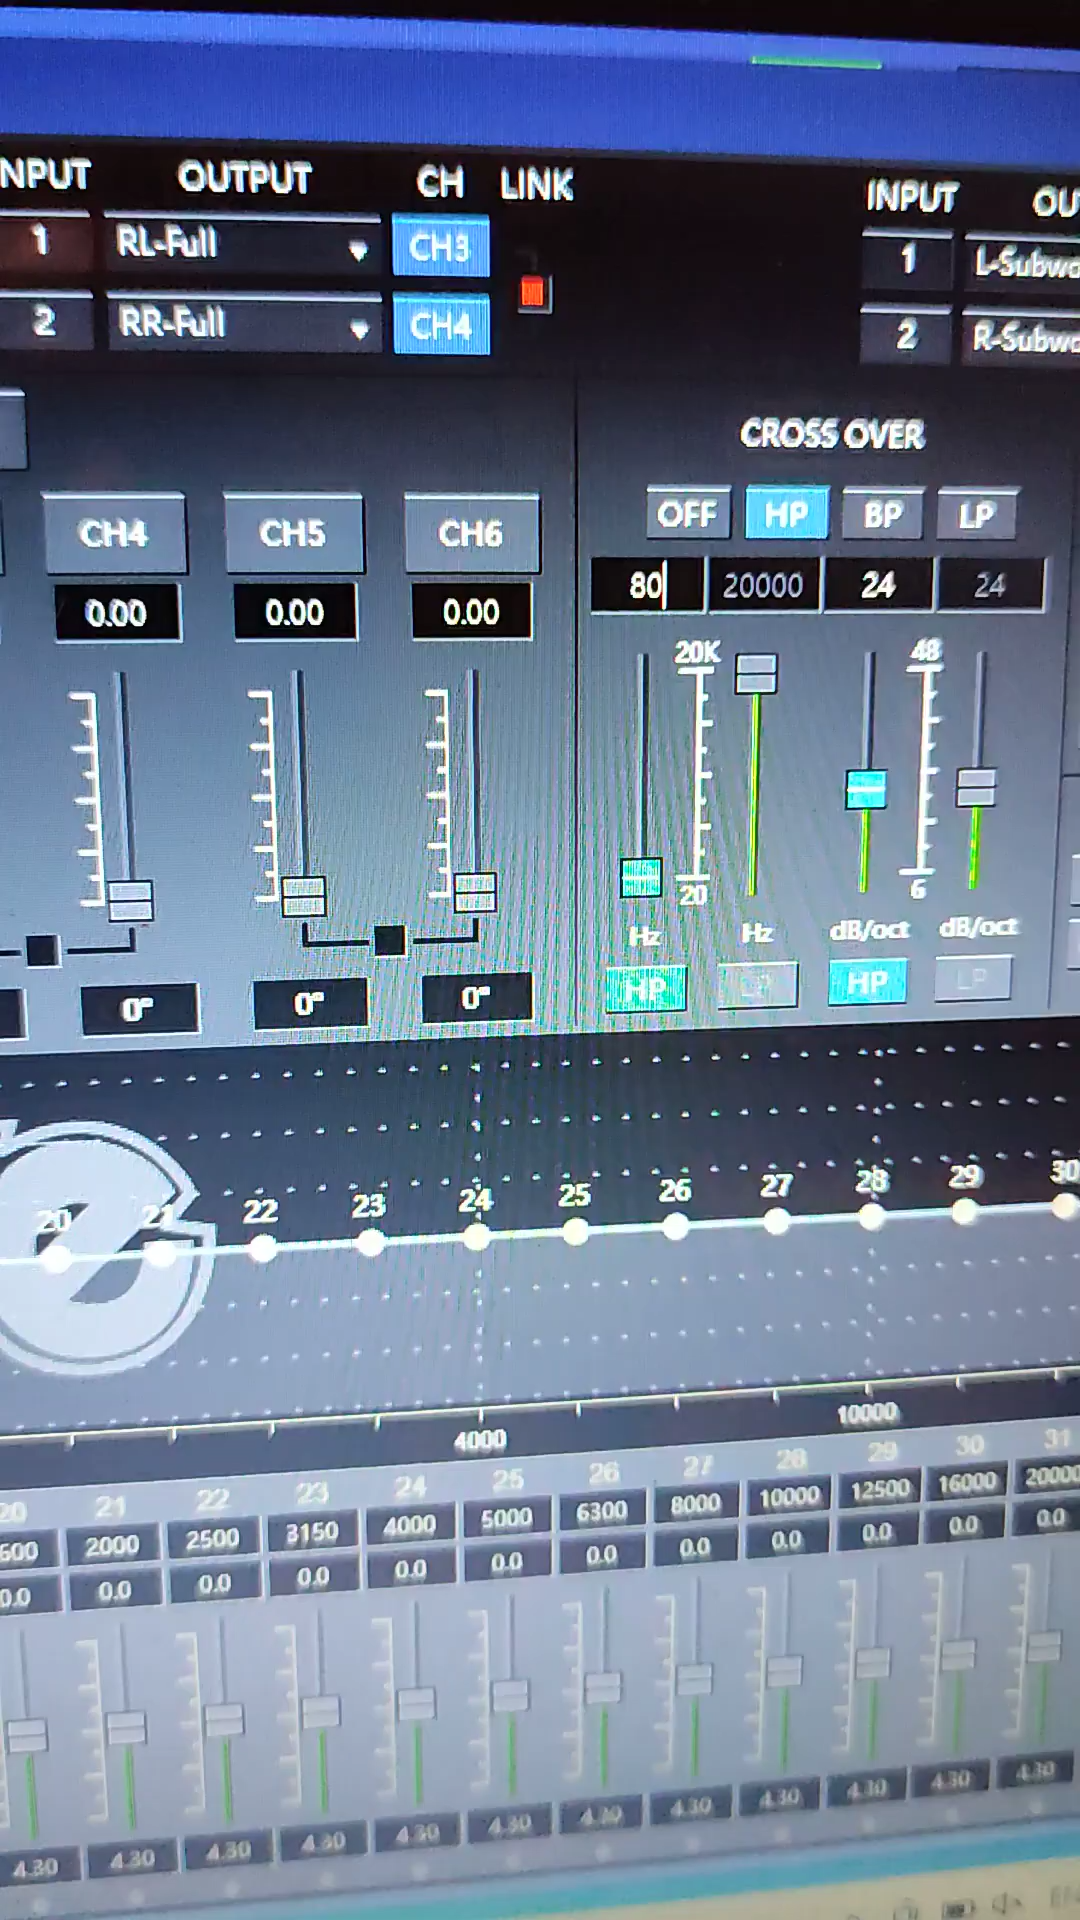 NPUT OUTPUT CH LINK INPUT OU
1 RL-Full CH3 1 L-Subwo
2 RR-Full CH4 2 R-Subwo
CROSS OVER
OFF HP BP LP
CH4 CH5 CH6
80 20000 24 24
0.00 0.00 0.00
20K 48
20 6
Hz Hz dB/oct dB/oct
HP LP HP LP
0° 0° 0°
20 21 22 23 24 25 26 27 28 29 30
4000 10000
20 21 22 23 24 25 26 27 28 29 30 31
600 2000 2500 3150 4000 5000 6300 8000 10000 12500 16000 20000
0.0 0.0 0.0 0.0 0.0 0.0 0.0 0.0 0.0 0.0 0.0 0.0
4.30 4.30 4.30 4.30 4.30 4.30 4.30 4.30 4.30 4.30 4.30 4.30